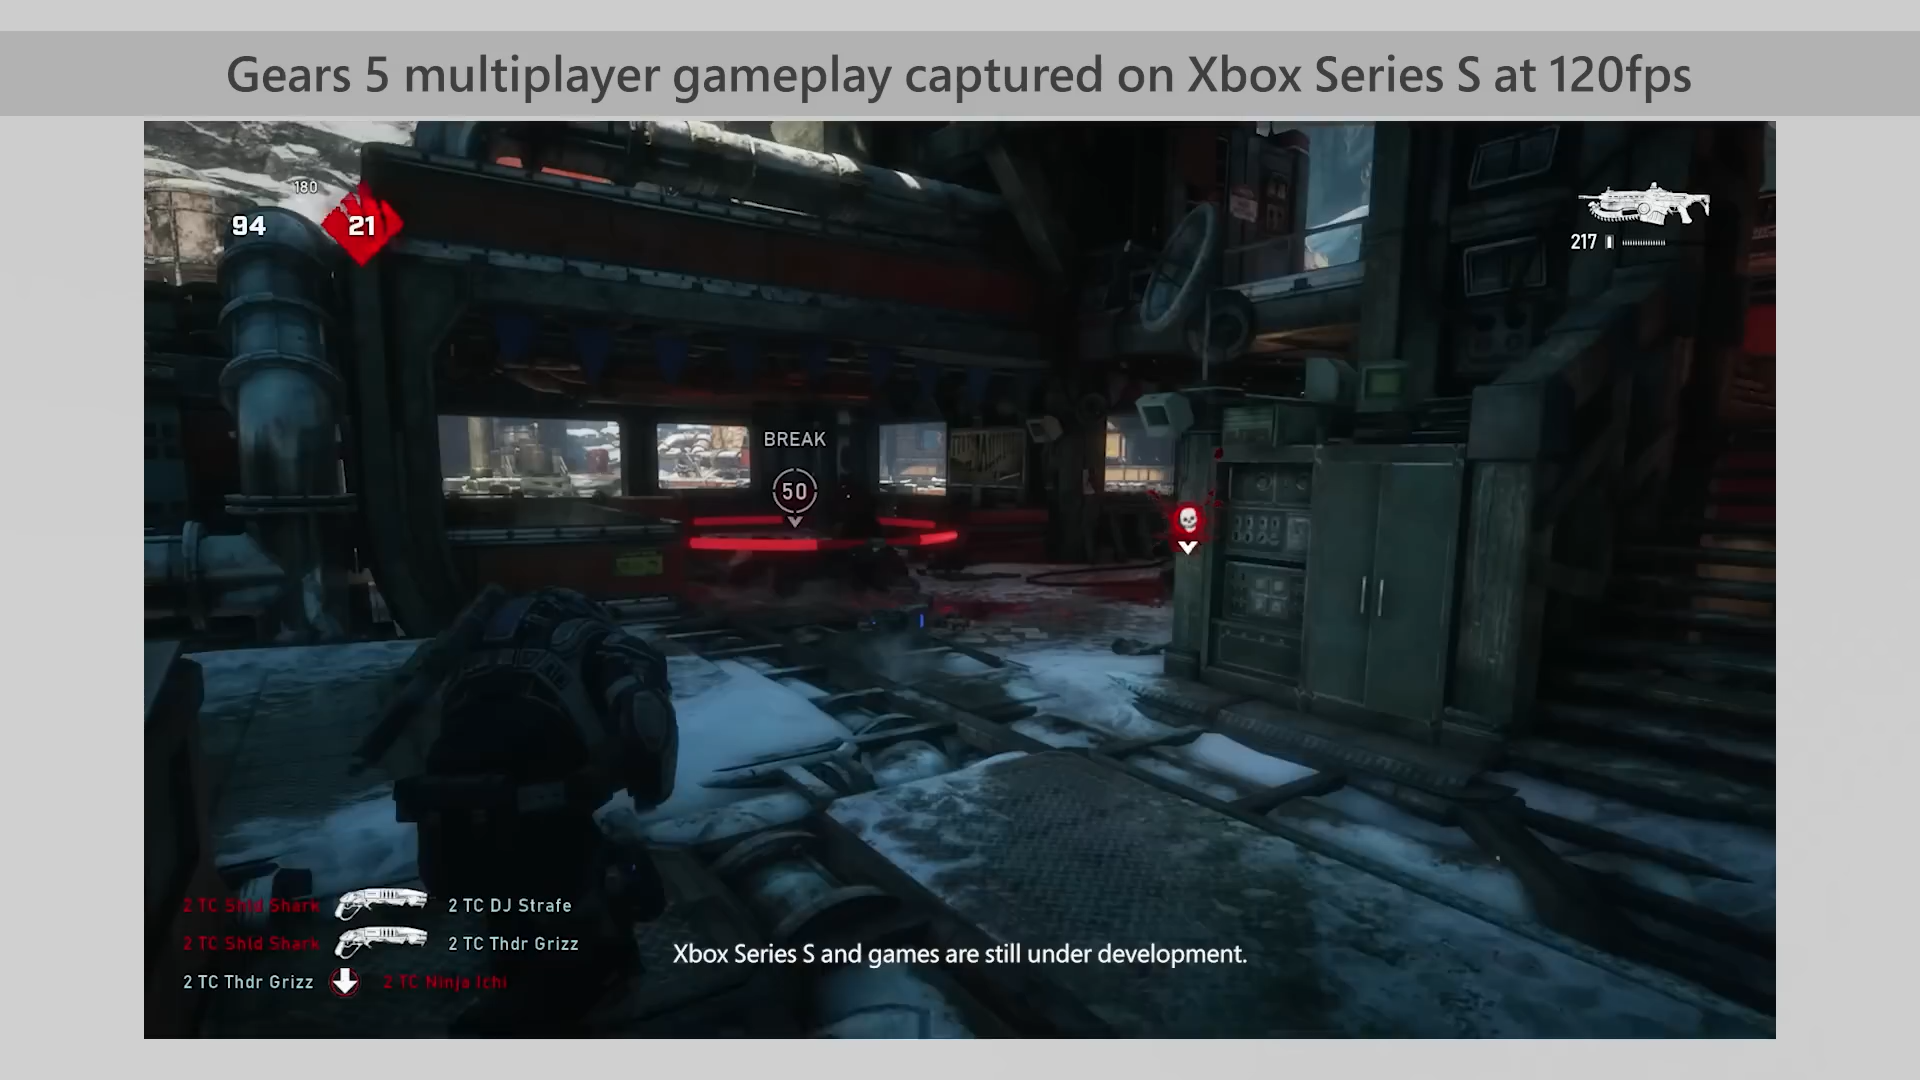 Gears 5 multiplayer gameplay captured on Xbox Series S at 120fps
180
94 21
217
BREAK
50
2 TC Shld Shark 2 TC DJ Strafe
2 TC Shld Shark 2 TC Thdr Grizz
2 TC Thdr Grizz 2 TC Ninja Ichi
Xbox Series S and games are still under development.